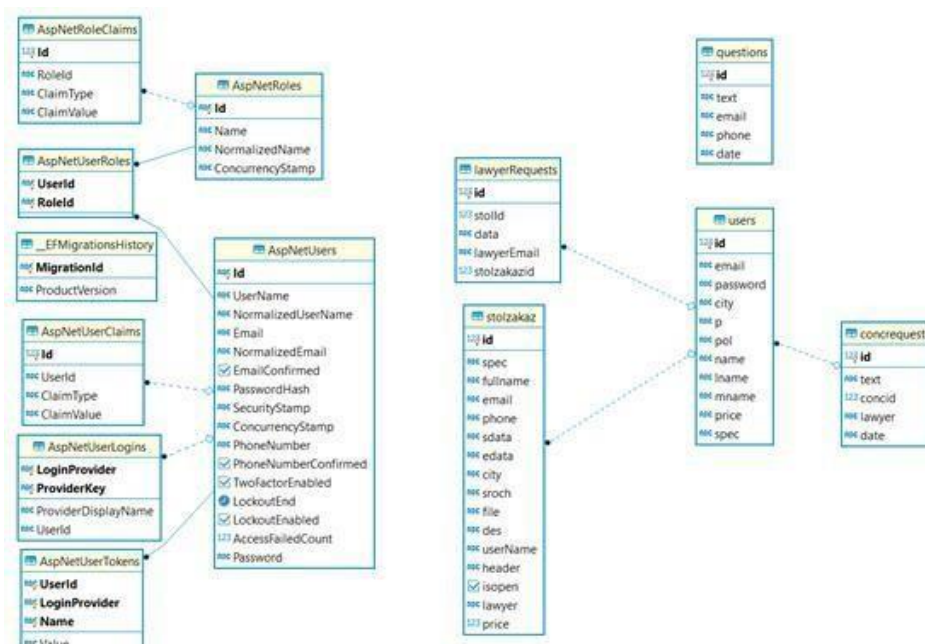 AspNetRoleClaims
Id
RoleId
ClaimType
ClaimValue
AspNetRoles
Id
Name
NormalizedName
ConcurrencyStamp
AspNetUserRoles
UserId
RoleId
__EFMigrationsHistory
MigrationId
ProductVersion
AspNetUsers
Id
UserName
NormalizedUserName
Email
NormalizedEmail
EmailConfirmed
PasswordHash
SecurityStamp
ConcurrencyStamp
PhoneNumber
PhoneNumberConfirmed
TwoFactorEnabled
LockoutEnd
LockoutEnabled
AccessFailedCount
Password
AspNetUserClaims
Id
UserId
ClaimType
ClaimValue
AspNetUserLogins
LoginProvider
ProviderKey
ProviderDisplayName
UserId
AspNetUserTokens
UserId
LoginProvider
Name
Value
lawyerRequests
id
stolId
data
lawyerEmail
stolzakazid
stolzakaz
id
spec
fullname
email
phone
sdata
edata
city
sroch
file
des
userName
header
isopen
lawyer
price
questions
id
text
email
phone
date
users
id
email
password
city
p
pol
name
lname
mname
price
spec
concrequest
id
text
concid
lawyer
date